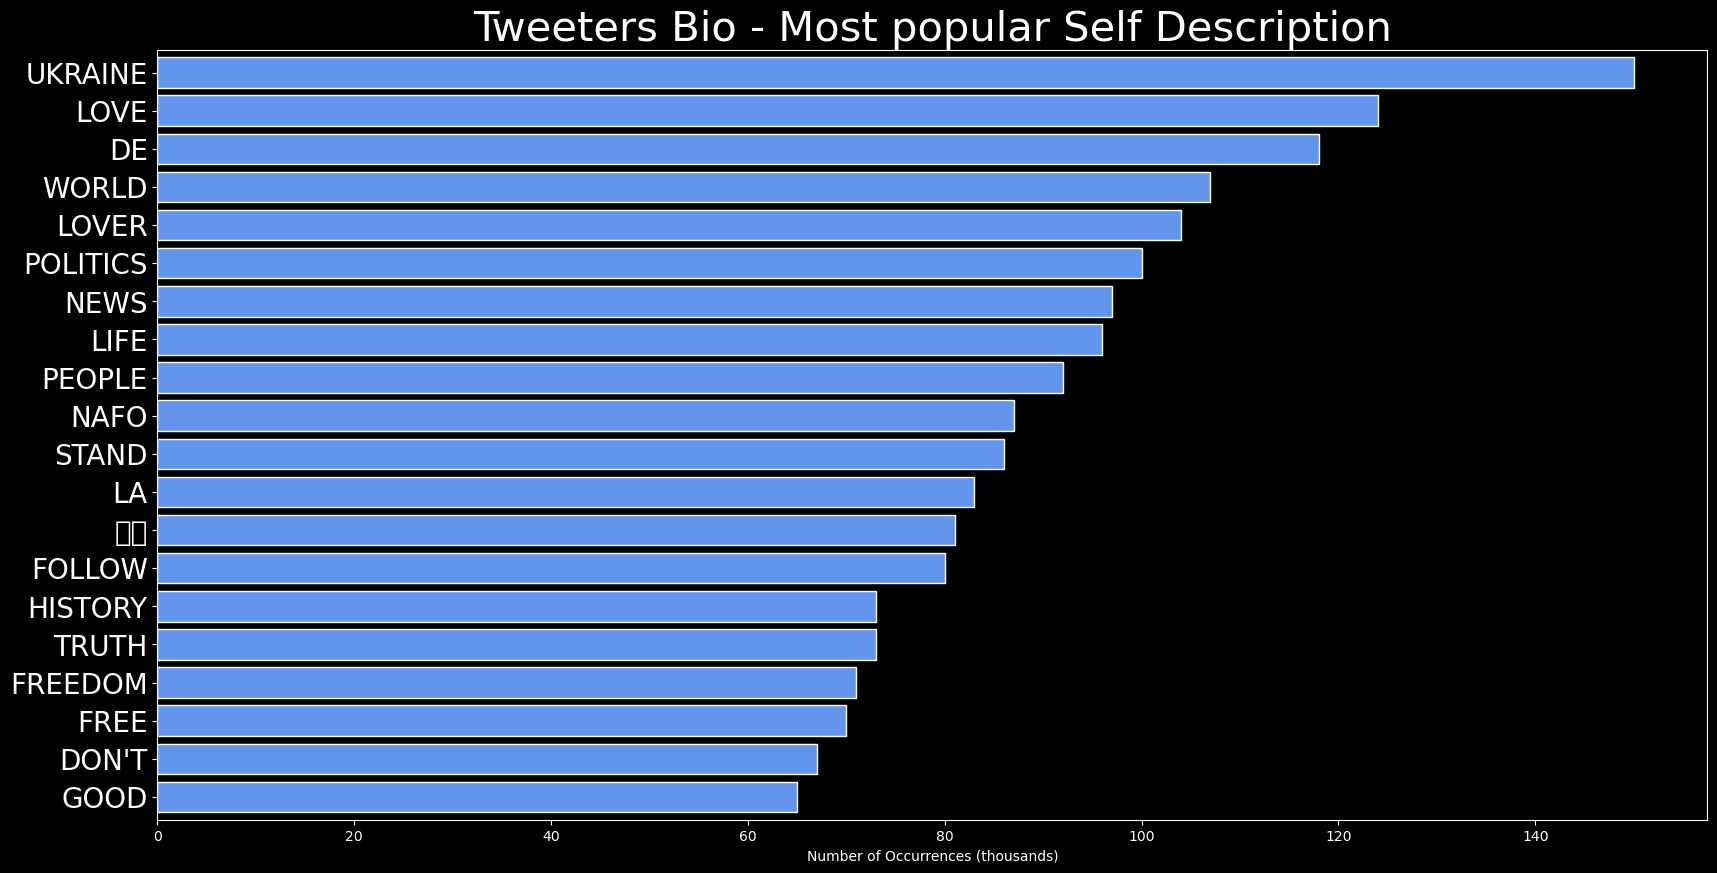 Tweeters Bio - Most popular Self Description
UKRAINE
LOVE
DE
WORLD
LOVER
POLITICS
NEWS
LIFE
PEOPLE
NAFO
STAND
LA
FOLLOW
HISTORY
TRUTH
FREEDOM
FREE
DON'T
GOOD
0 20 40 60 80 100 120 140
Number of Occurrences (thousands)